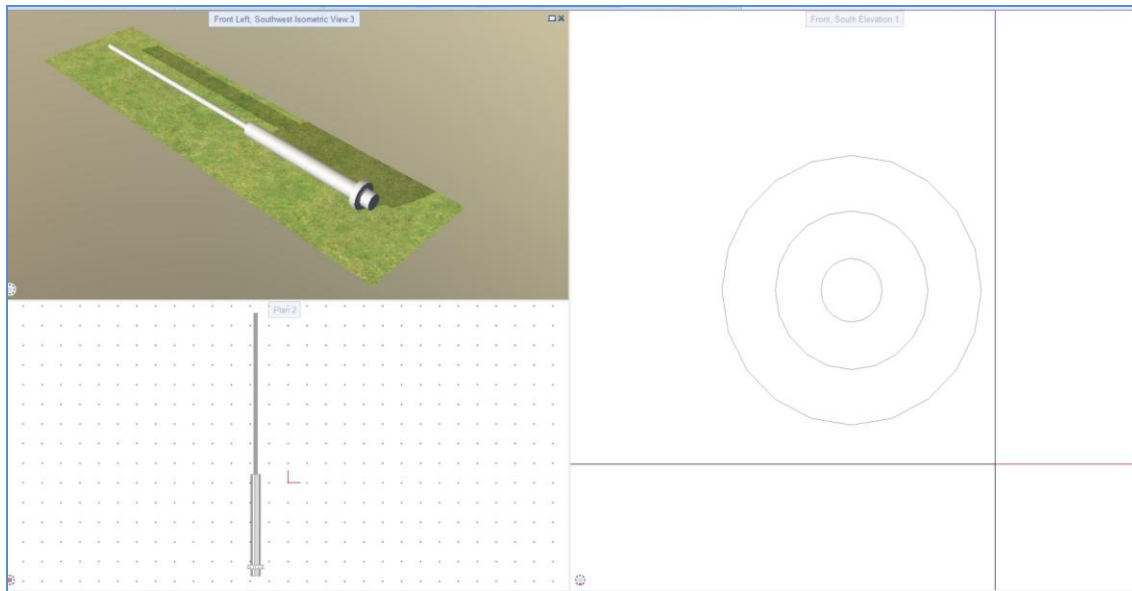 Front Left, Southwest Isometric View:3
Front, South Elevation:1
Plan:2